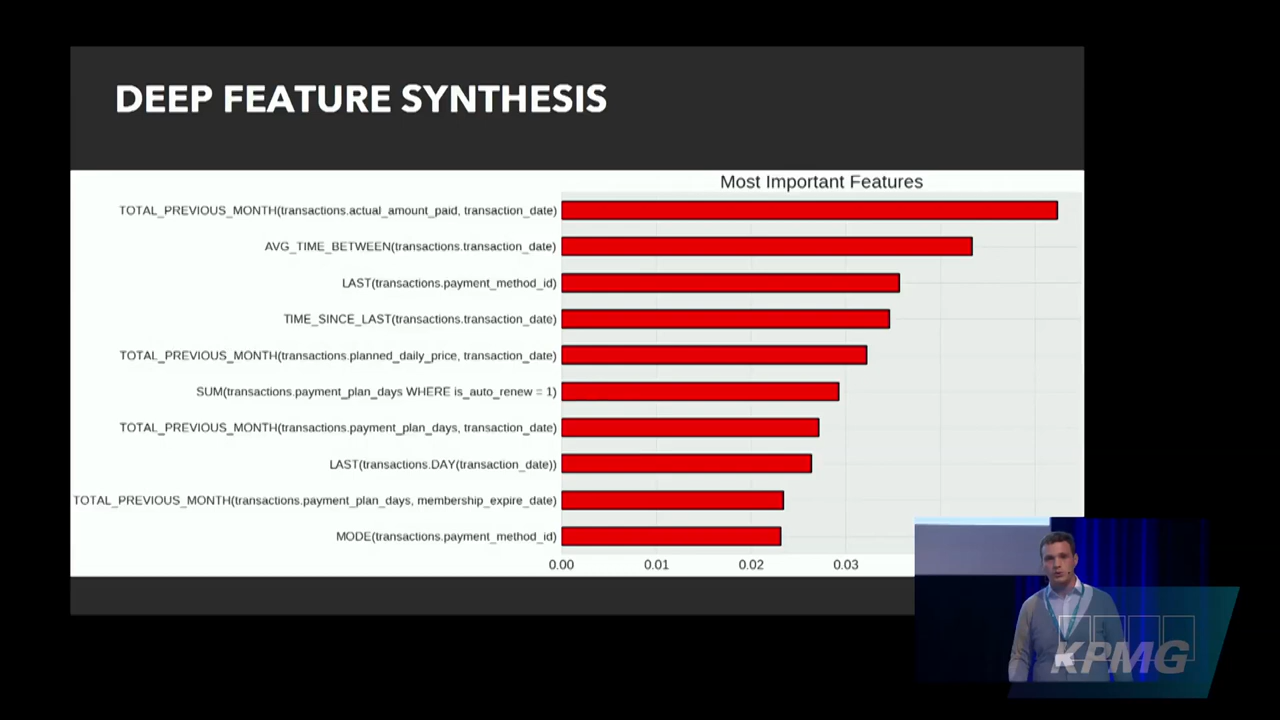 DEEP FEATURE SYNTHESIS
Most Important Features
TOTAL_PREVIOUS_MONTH(transactions.actual_amount_paid, transaction_date)
AVG_TIME_BETWEEN(transactions.transaction_date)
LAST(transactions.payment_method_id)
TIME_SINCE_LAST(transactions.transaction_date)
TOTAL_PREVIOUS_MONTH(transactions.planned_daily_price, transaction_date)
SUM(transactions.payment_plan_days WHERE is_auto_renew = 1)
TOTAL_PREVIOUS_MONTH(transactions.payment_plan_days, transaction_date)
LAST(transactions.DAY(transaction_date))
TOTAL_PREVIOUS_MONTH(transactions.payment_plan_days, membership_expire_date)
MODE(transactions.payment_method_id)
0.00 0.01 0.02 0.03
KPMG